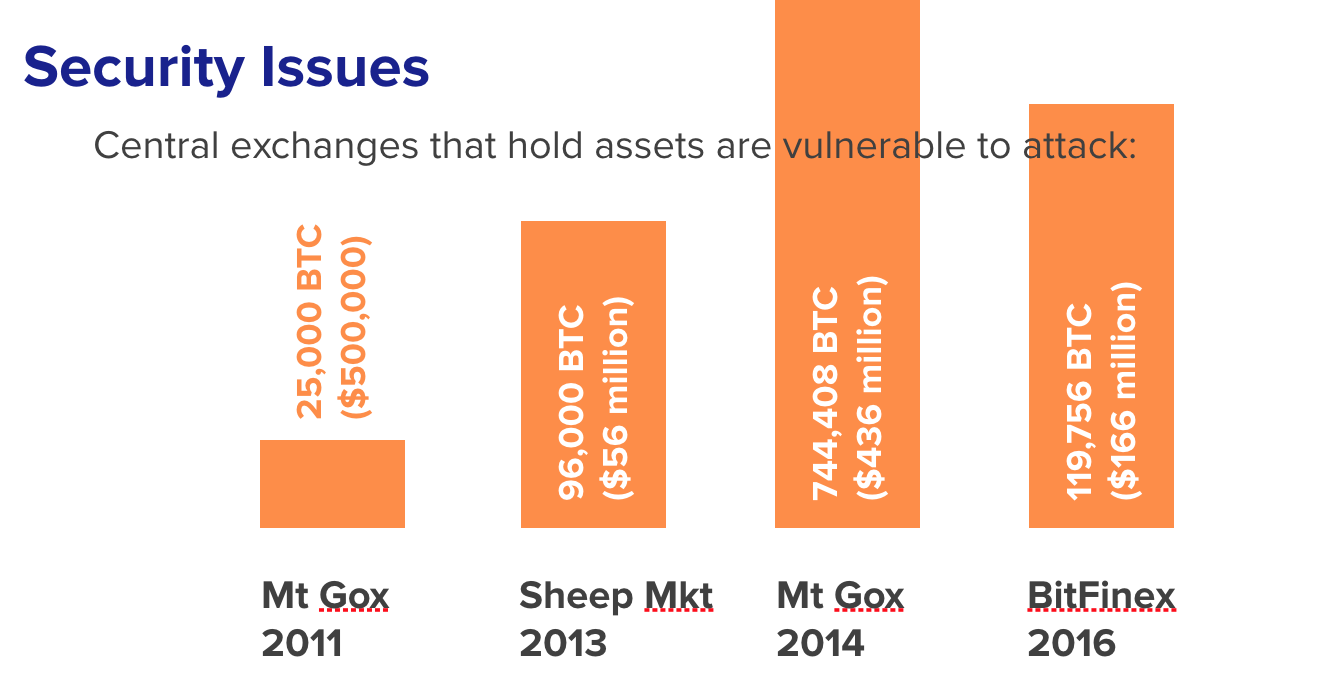 Security Issues
Central exchanges that hold assets are vulnerable to attack:
25,000 BTC
($500,000)
96,000 BTC
($56 million)
744,408 BTC
($436 million)
119,756 BTC
($166 million)
Mt Gox
2011
Sheep Mkt
2013
Mt Gox
2014
BitFinex
2016